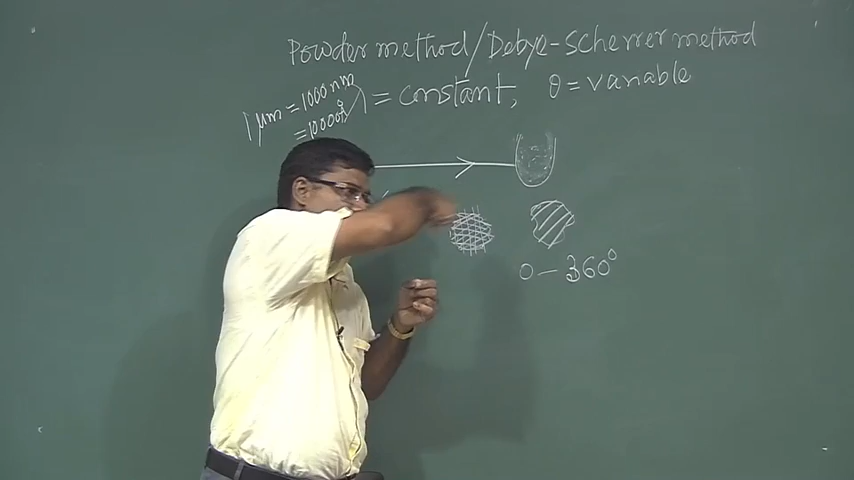 Powder method/Debye-Scherrer method
λ = constant, θ = variable
1 μm = 1000 nm
= 10000 Å
0 — 360°